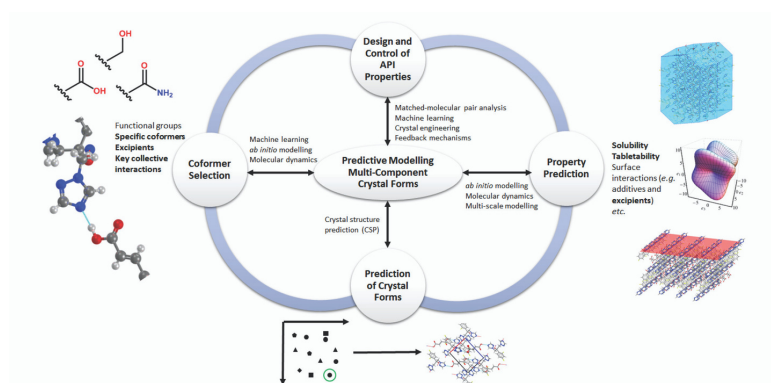 Design and Control
of API
Properties
OH
O
O
OH
NH2
Functional groups
Specific coformers
Excipients
Key collective
interactions
Coformer
Selection
Machine learning
ab initio modelling
Molecular dynamics
Matched-molecular pair analysis
Machine learning
Crystal engineering
Feedback mechanisms
Predictive Modelling
Multi-Component
Crystal Forms
ab initio modelling
Molecular dynamics
Multi-scale modelling
Property
Prediction
Solubility
Tabletability
Surface
interactions (e.g.
additives and
excipients)
etc.
Crystal structure
prediction (CSP)
Prediction
of Crystal
Forms